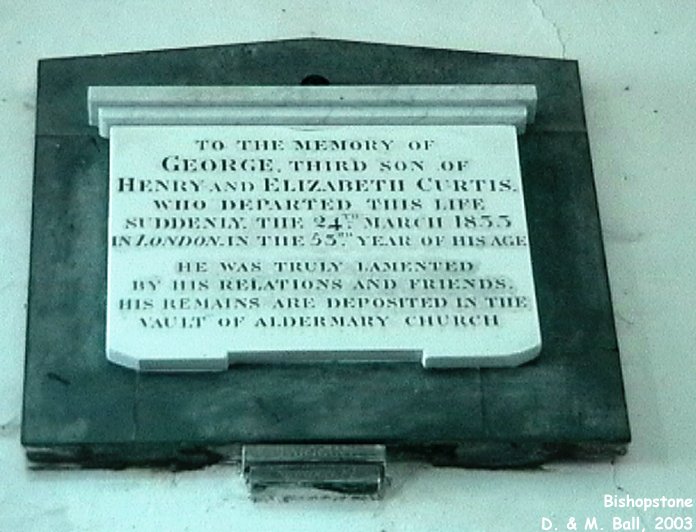 TO THE MEMORY OF
GEORGE, THIRD SON OF
HENRY AND ELIZABETH CURTIS,
WHO DEPARTED THIS LIFE
SUDDENLY, THE 24TH MARCH 1833
IN LONDON, IN THE 53RD YEAR OF HIS AGE
HE WAS TRULY LAMENTED
BY HIS RELATIONS AND FRIENDS.
HIS REMAINS ARE DEPOSITED IN THE
VAULT OF ALDERMARY CHURCH
Bishopstone
D. & M. Ball, 2003